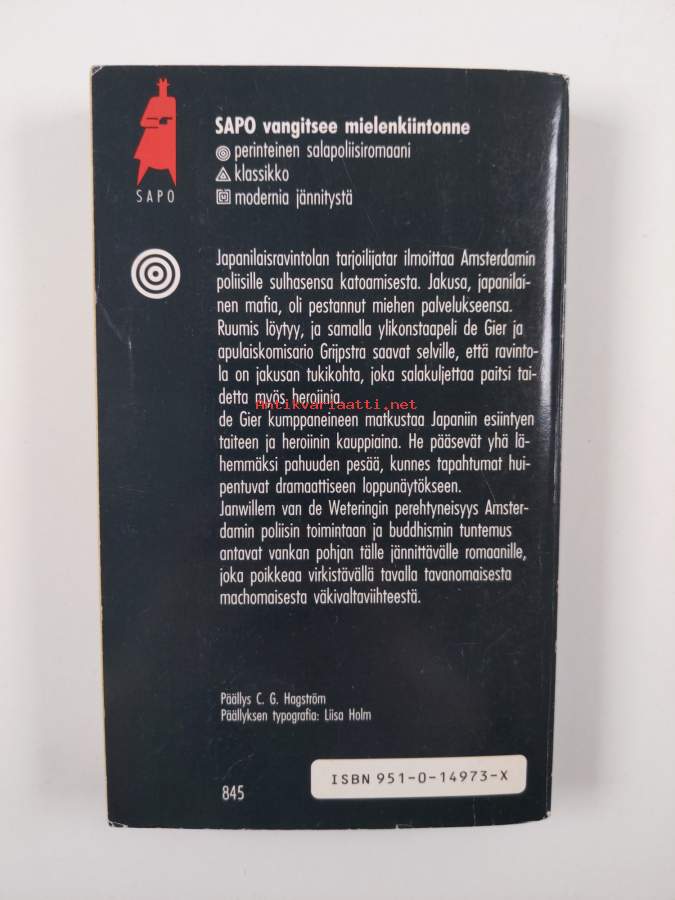 SAPO vangitsee mielenkiintonne
perinteinen salapoliisiromaani
klassikko
modernia jännitystä
SAPO
Japanilaisravintolan tarjoilijatar ilmoittaa Amsterdamin
poliisille sulhasensa katoamisesta. Jakusa, japanilai-
nen mafia, oli pestannut miehen palvelukseensa.
Ruumis löytyy, ja samalla ylikonstaapeli de Gier ja
apulaiskomisario Grijpstra saavat selville, että ravinto-
la on jakusan tukikohta, joka salakuljettaa paitsi tai-
detta myös heroiinia.
Antikvariaatti.net
de Gier kumppaneineen matkustaa Japaniin esiintyen
taiteen ja heroiinin kauppiaina. He pääsevät yhä lä-
hemmäksi pahuuden pesää, kunnes tapahtumat hui-
pentuvat dramaattiseen loppunäytökseen.
Janwillem van de Weteringin perehtyneisyys Amster-
damin poliisin toimintaan ja buddhismin tuntemus
antavat vankan pohjan tälle jännittävälle romaanille,
joka poikkeaa virkistävällä tavalla tavanomaisesta
machomaisesta väkivaltaviihteestä.
Päällys C. G. Hagström
Päällyksen typografia: Liisa Holm
ISBN 951-0-14973-X
845